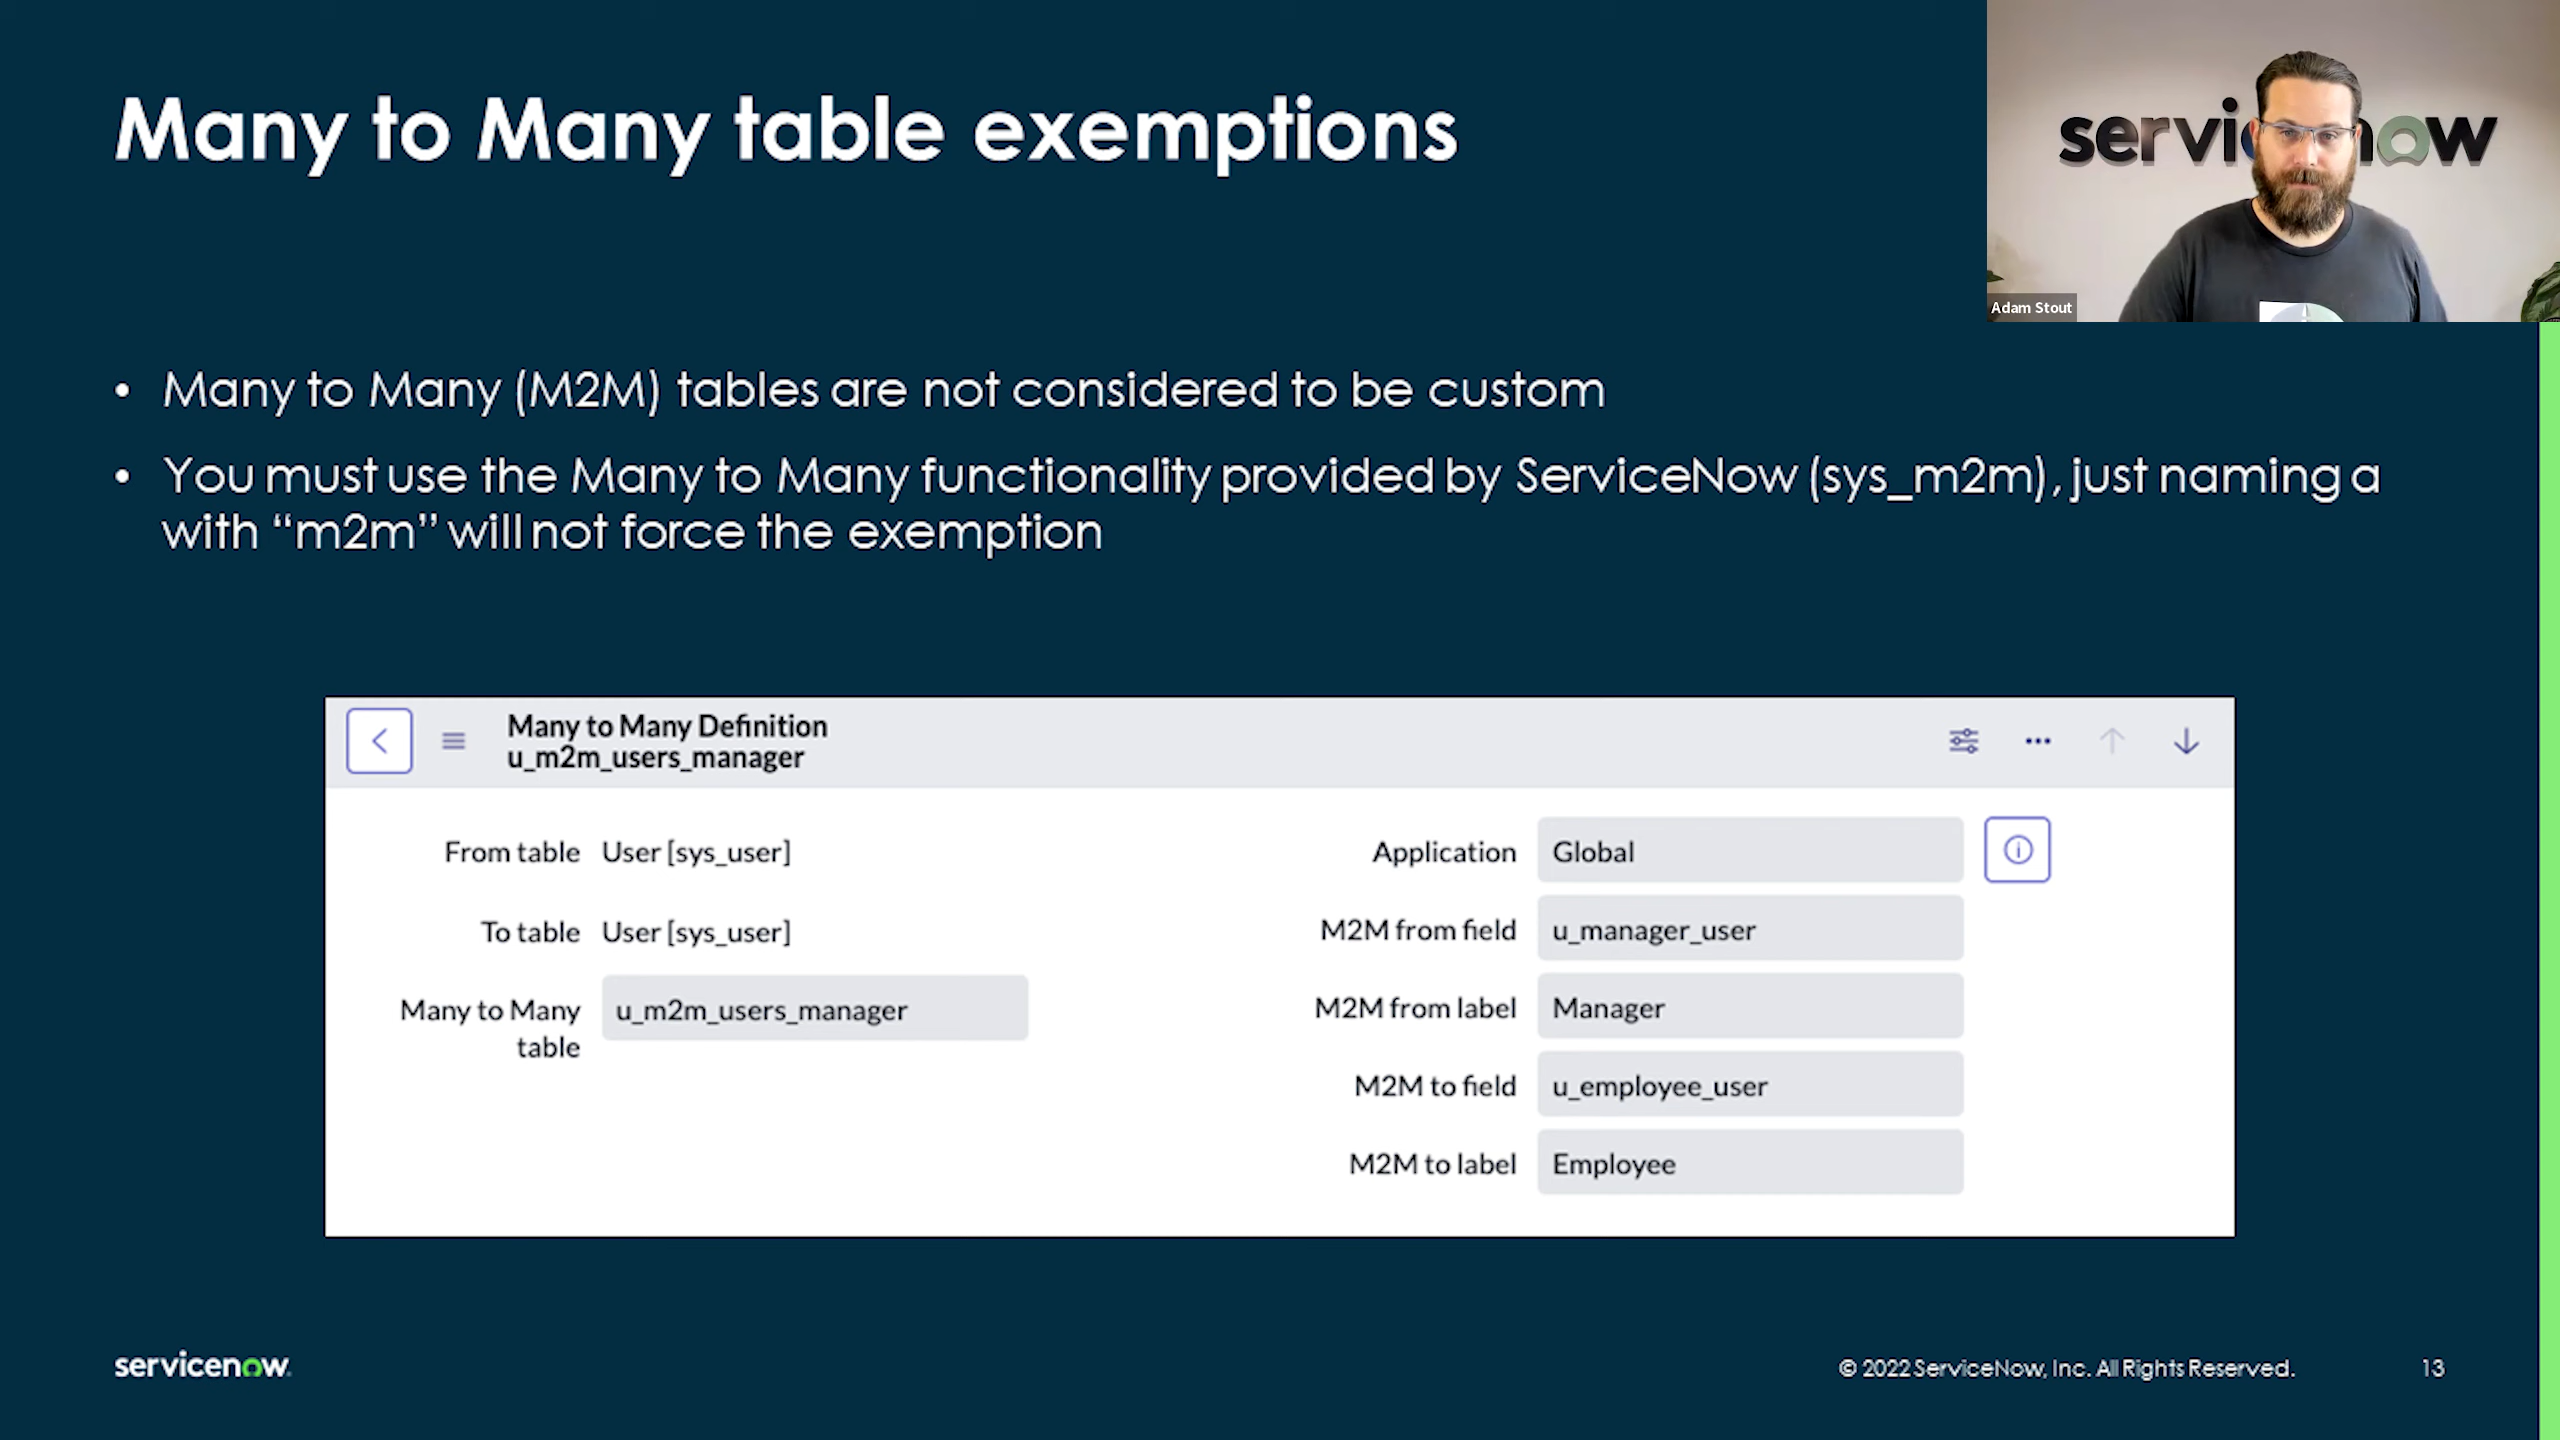 Many to Many table exemptions
servicenow
Adam Stout
• Many to Many (M2M) tables are not considered to be custom
• You must use the Many to Many functionality provided by ServiceNow (sys_m2m), just naming a
with “m2m” will not force the exemption
Many to Many Definition
u_m2m_users_manager
From table User [sys_user]
To table User [sys_user]
Many to Many u_m2m_users_manager
table
Application Global
M2M from field u_manager_user
M2M from label Manager
M2M to field u_employee_user
M2M to label Employee
servicenow.
© 2022 ServiceNow, Inc. All Rights Reserved.
13